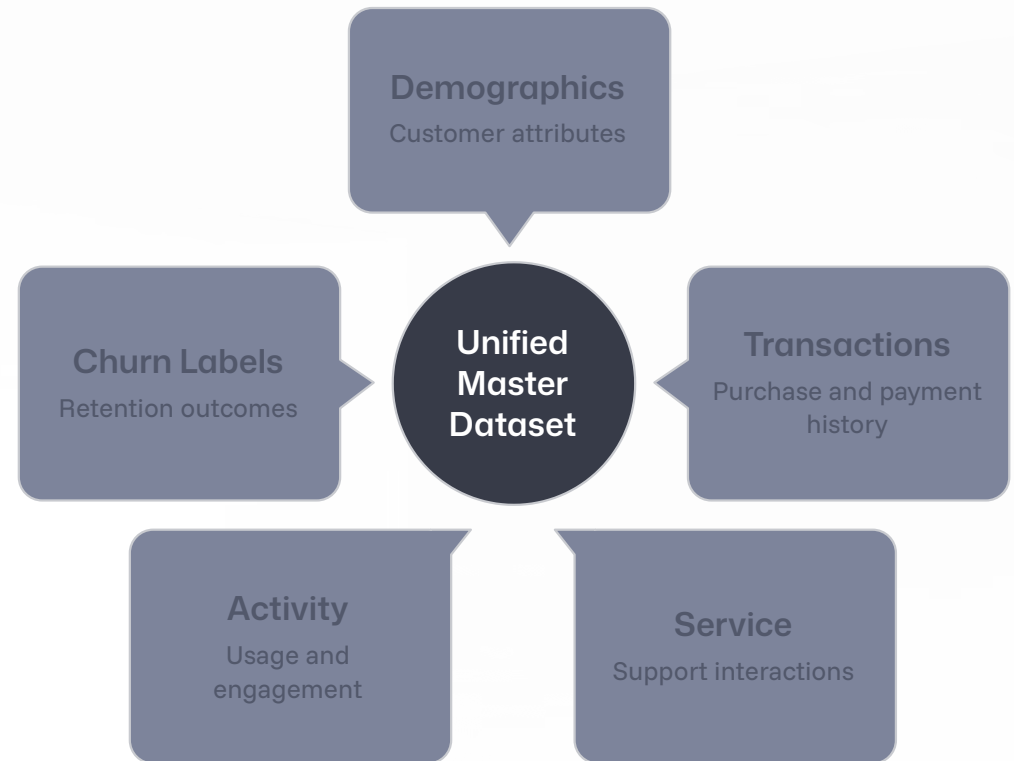 Demographics
Customer attributes
Churn Labels
Retention outcomes
Unified
Master
Dataset
Transactions
Purchase and payment
history
Activity
Usage and
engagement
Service
Support interactions